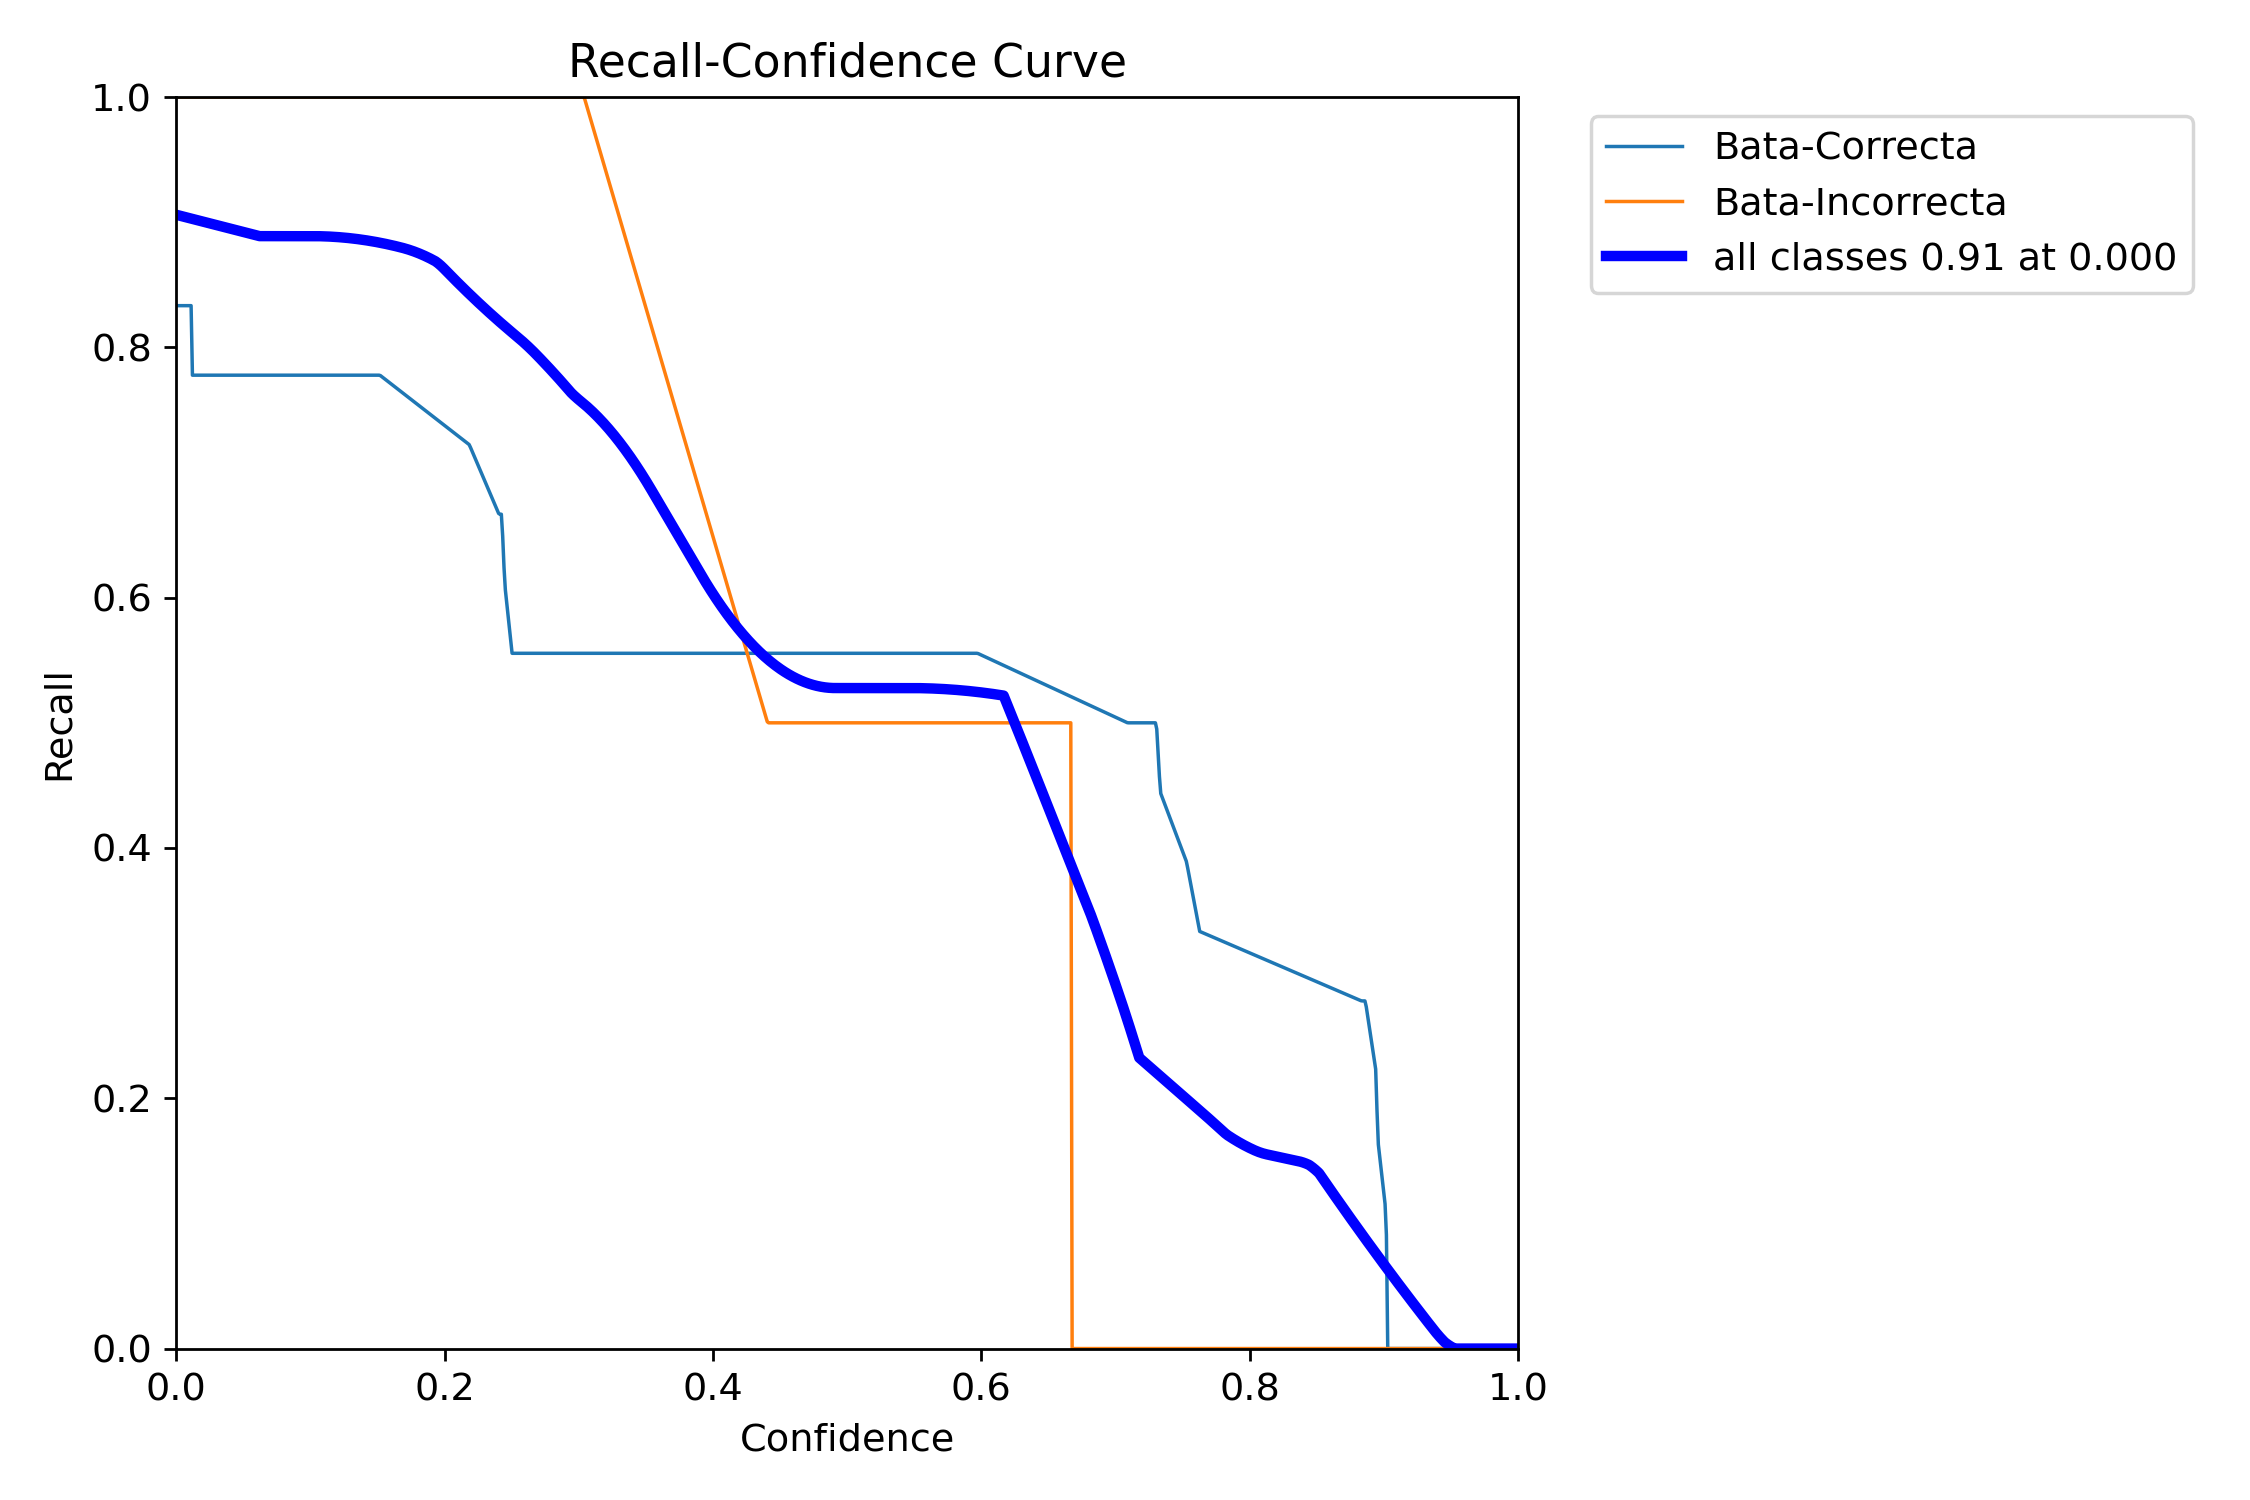 Recall-Confidence Curve
1.0
0.8
0.6
0.4
0.2
0.0
Recall
0.0 0.2 0.4 0.6 0.8 1.0
Confidence
Bata-Correcta
Bata-Incorrecta
all classes 0.91 at 0.000